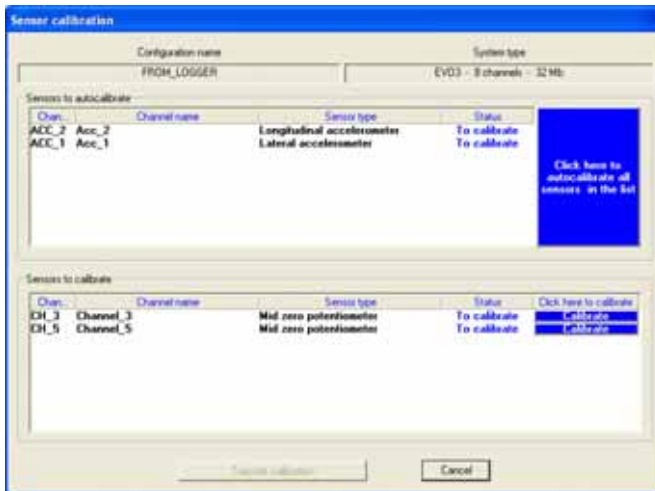 Sensor calibration
Configuration name System type
FROM_LOGGER EVO3 - 8 channels - 32 Mb
Sensors to autocalibrate
Chan. Channel name Sensor type Status
ACC_2 Acc_2 Longitudinal accelerometer To calibrate
ACC_1 Acc_1 Lateral accelerometer To calibrate
Click here to
autocalibrate all
sensors in the list
Sensors to calibrate
Chan. Channel name Sensor type Status Click here to calibrate
CH_3 Channel_3 Mid zero potentiometer To calibrate Calibrate
CH_5 Channel_5 Mid zero potentiometer To calibrate Calibrate
Transmit calibration Cancel